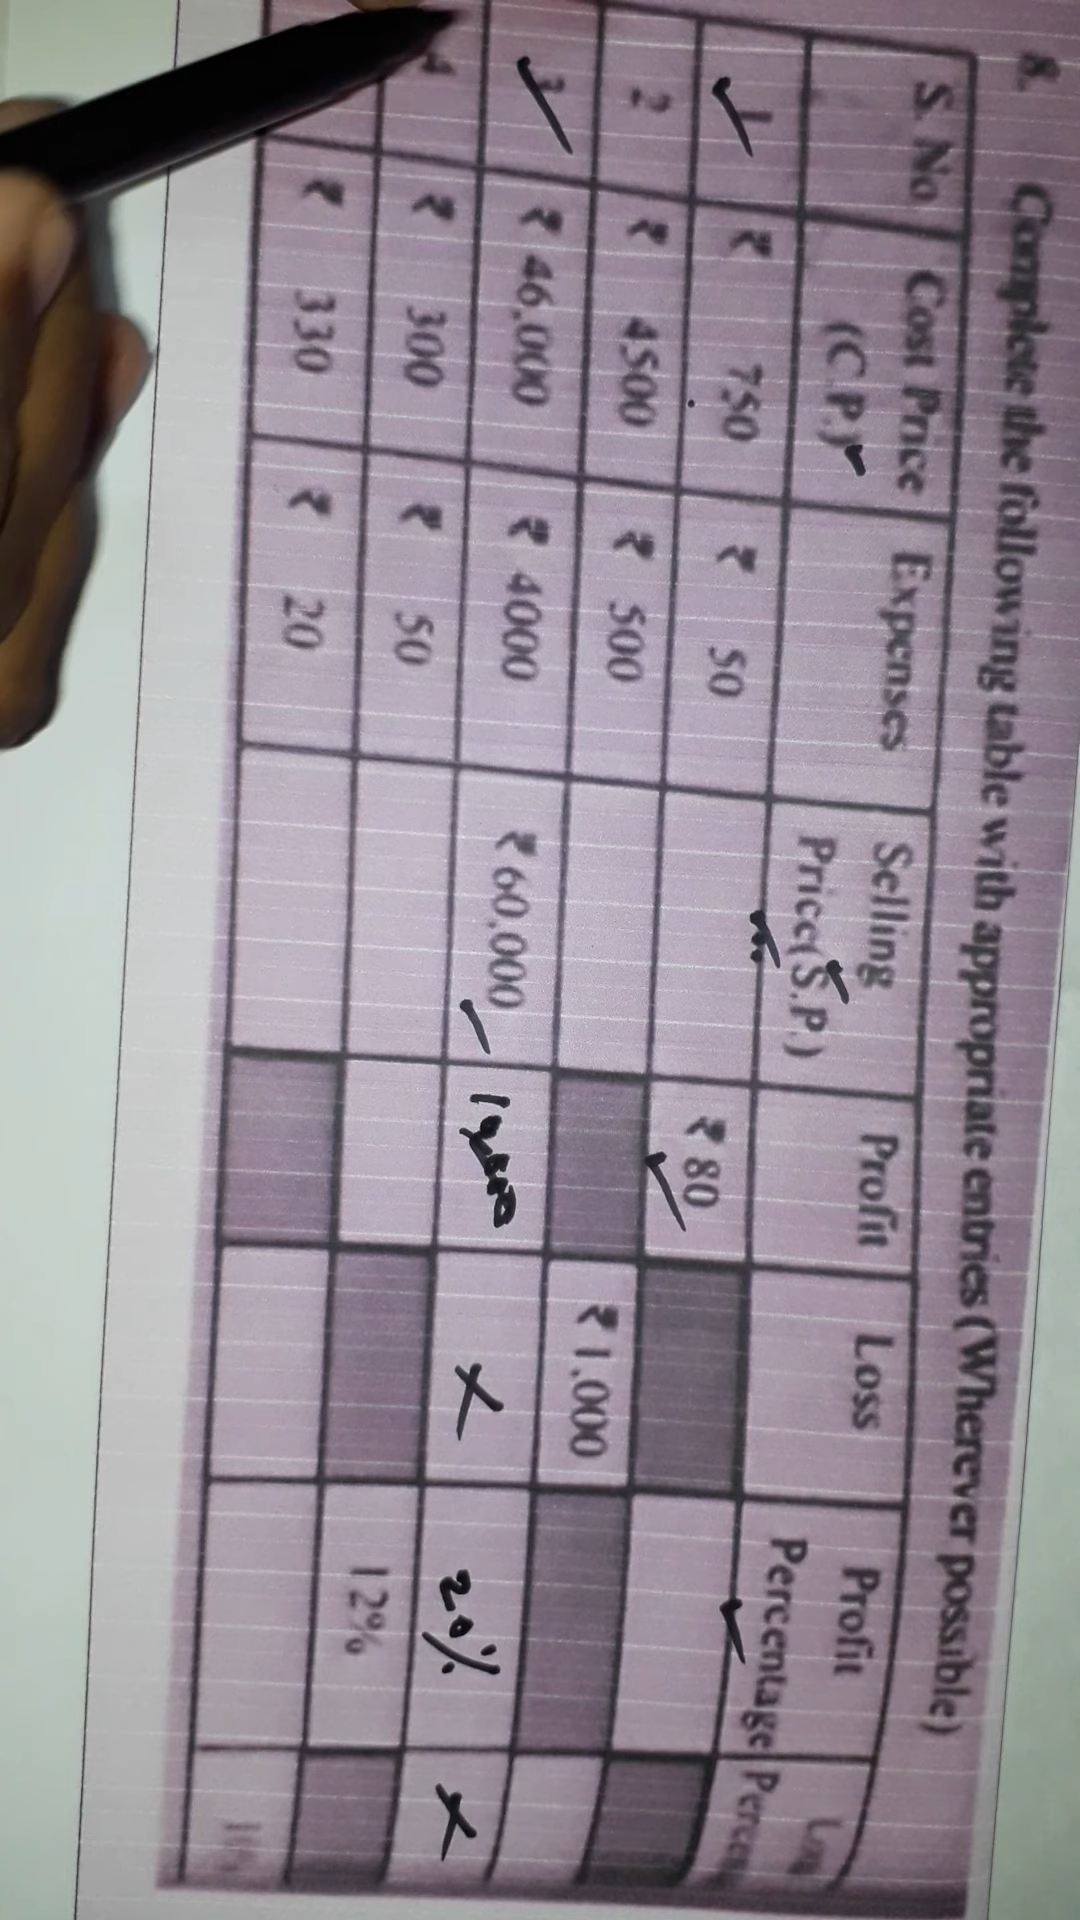 8. Complete the following table with appropriate entries (Wherever possible)
S. No Cost Price (C.P.) Expenses Selling Price(S.P.) Profit Loss Profit Percentage
1 ₹ 750 ₹ 50 ₹ 80
2 ₹ 4500 ₹ 500 ₹ 1,000
3 ₹ 46,000 ₹ 4000 ₹ 60,000 × 20% ×
4 ₹ 300 ₹ 50 12%
₹ 330 ₹ 20